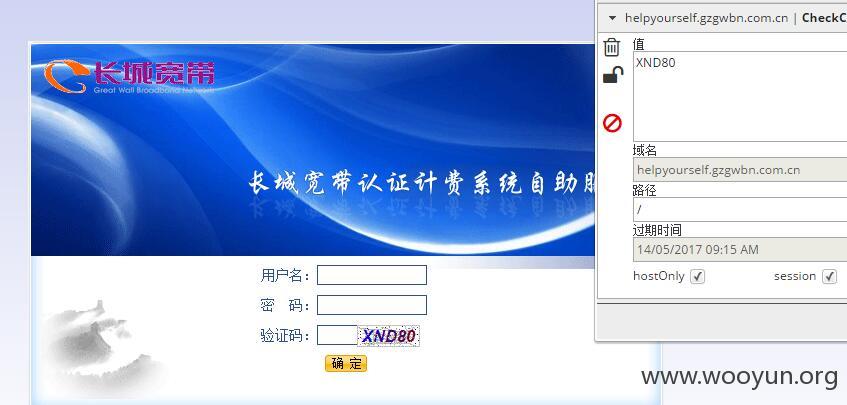 helpyourself.gzgwbn.com.cn | CheckC
值
XND80
域名
helpyourself.gzgwbn.com.cn
路径
/
过期时间
14/05/2017 09:15 AM
hostOnly
session
长城宽带
Great Wall Broadband Network
长城宽带认证计费系统自助服
用户名：
密 码：
验证码：
XND80
确 定
www.wooyun.org